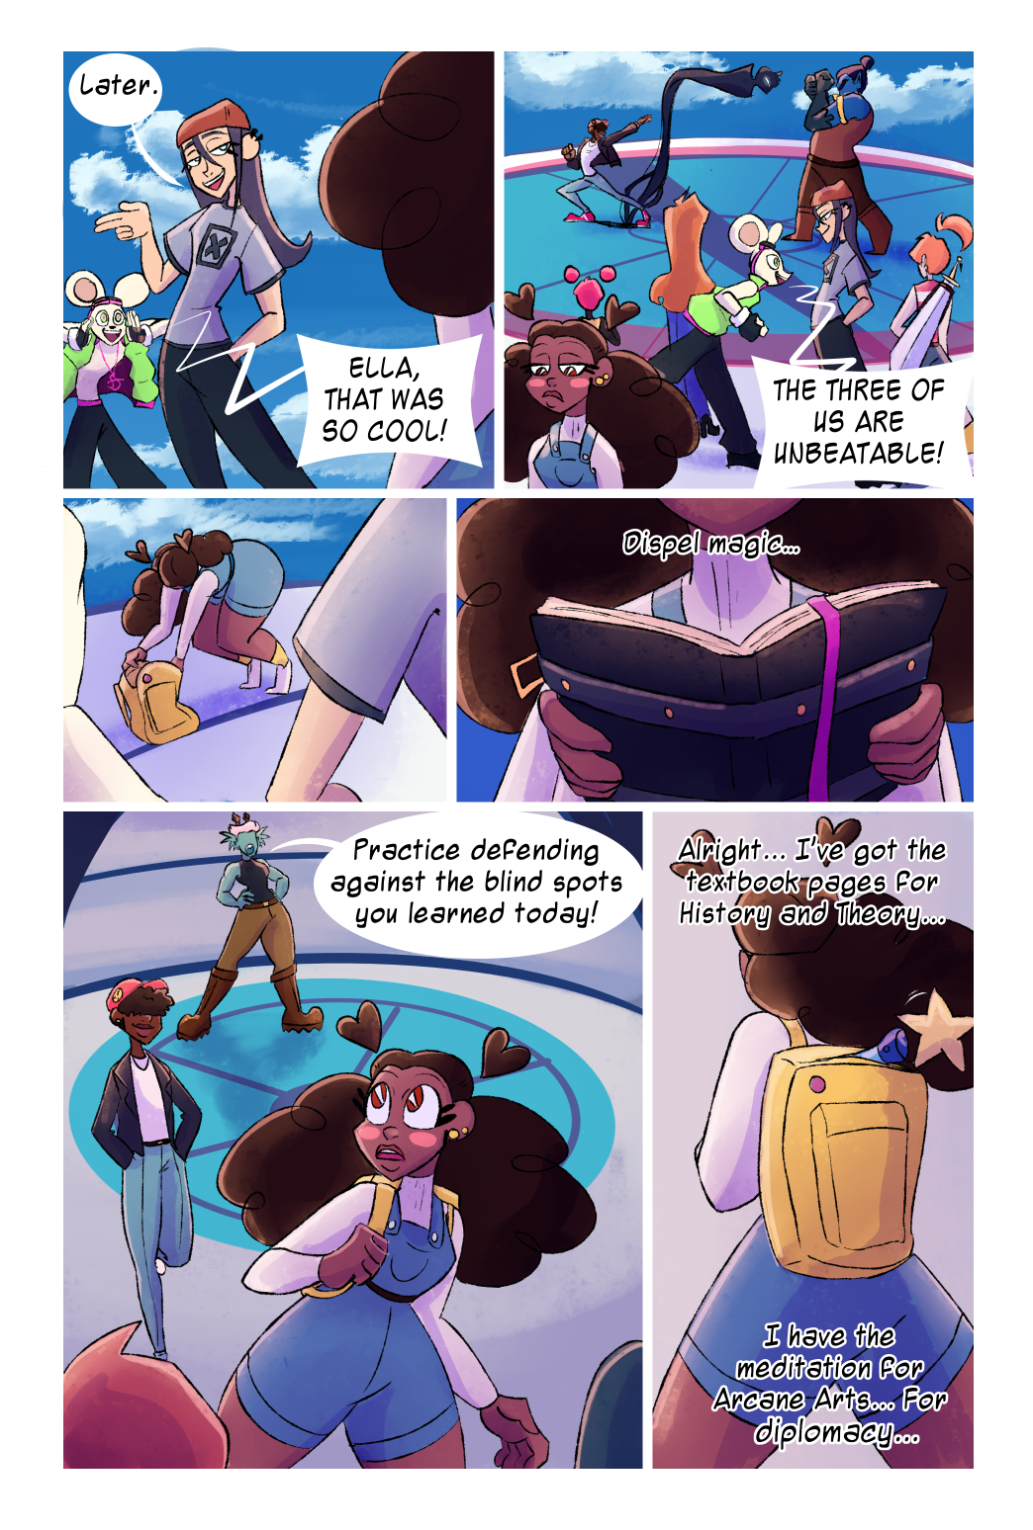 Later.
ELLA,
THAT WAS
SO COOL!
THE THREE OF
US ARE
UNBEATABLE!
Dispel magic...
Practice defending
against the blind spots
you learned today!
Alright... I've got the
textbook pages for
History and Theory...
I have the
meditation for
Arcane Arts... For
diplomacy...